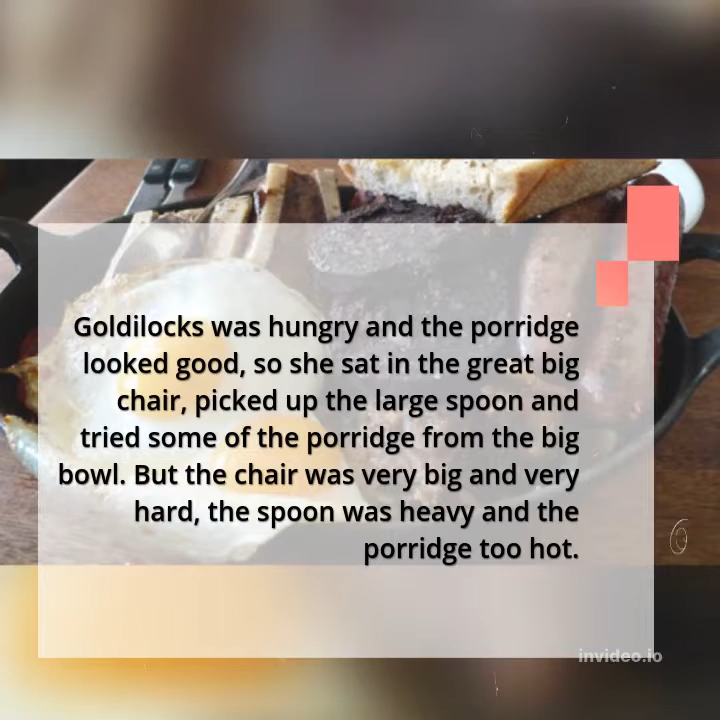 Goldilocks was hungry and the porridge
looked good, so she sat in the great big
chair, picked up the large spoon and
tried some of the porridge from the big
bowl. But the chair was very big and very
hard, the spoon was heavy and the
porridge too hot.
invideo.io